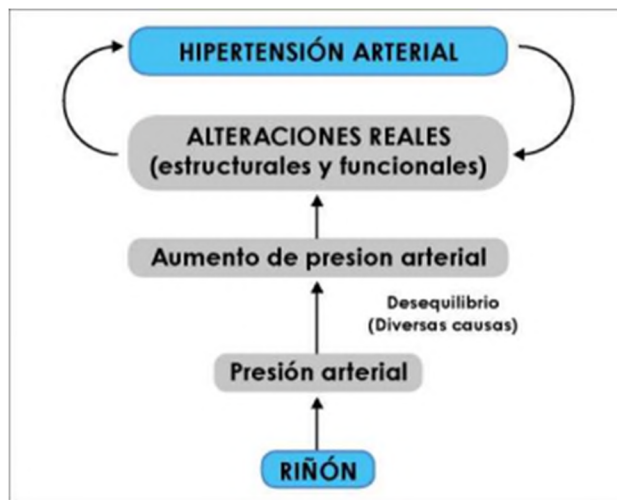 HIPERTENSIÓN ARTERIAL
ALTERACIONES REALES
(estructurales y funcionales)
Aumento de presion arterial
Desequilibrio
(Diversas causas)
Presión arterial
RIÑÓN